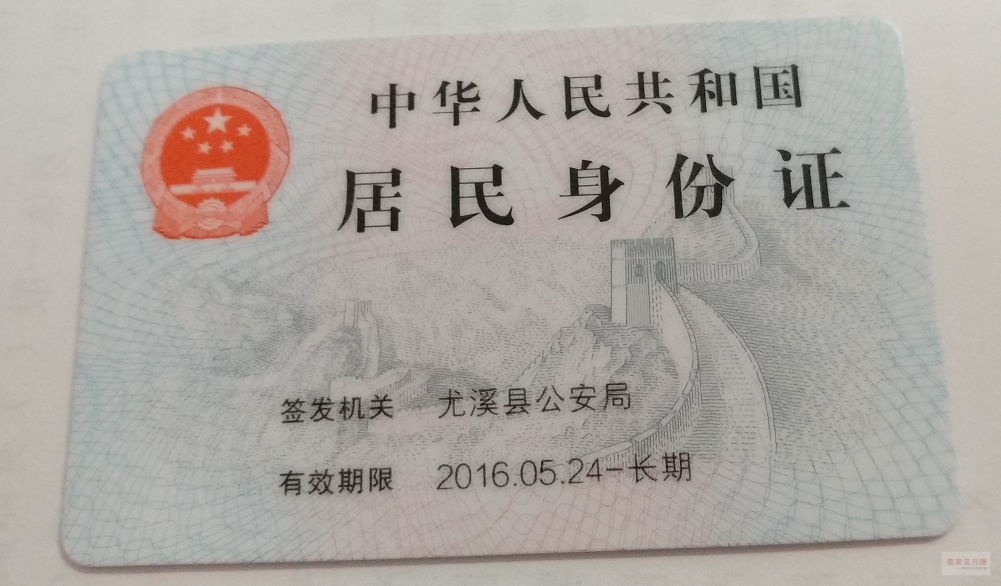 中华人民共和国
居民身份证
签发机关 尤溪县公安局
有效期限 2016.05.24-长期